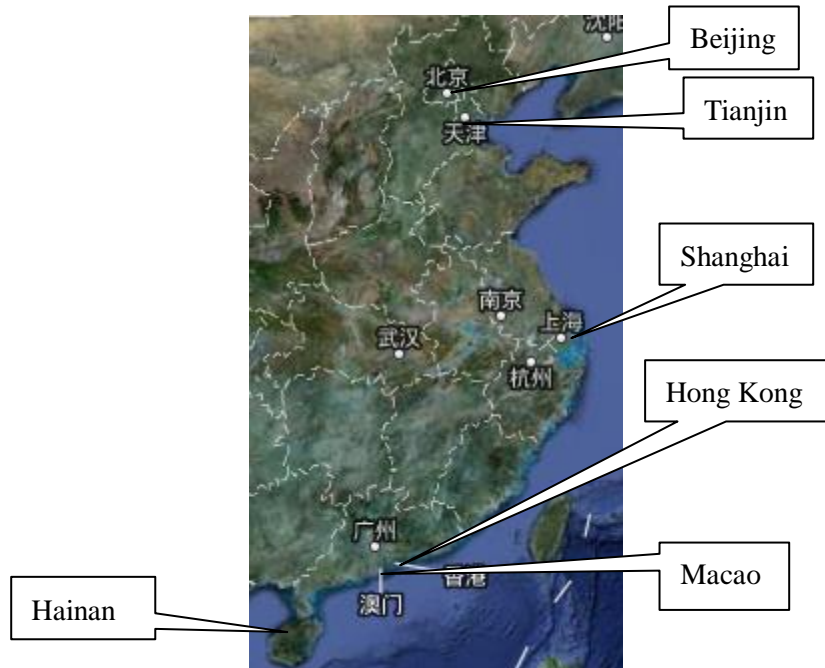 沈阳
Beijing
北京
Tianjin
天津
Shanghai
南京
上海
武汉
杭州
Hong Kong
广州
香港
Macao
澳门
Hainan